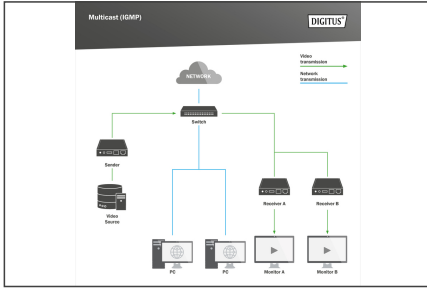 Multicast (IGMP)
DIGITUS®
Video
transmission
Network
transmission
NETWORK
Switch
Sender
Video
Source
Receiver A
Receiver B
PC
PC
Monitor A
Monitor B